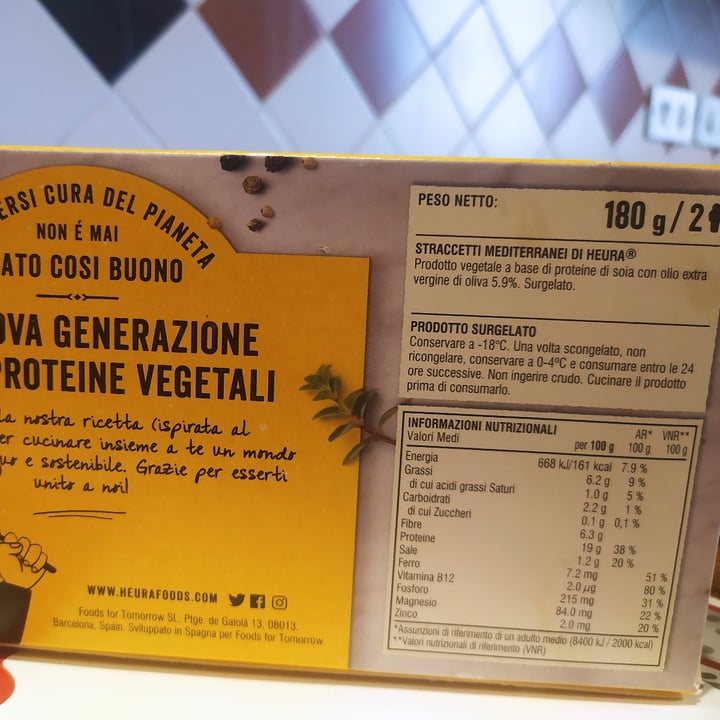 ERSI CURA DEL PIANETA
NON É MAI
ATO COSI BUONO
OVA GENERAZIONE
PROTEINE VEGETALI
la nostra ricetta (ispirata al
er cucinare insieme a te un mondo
uo e sostenibile. Grazie per esserti
unito a noi!
WWW.HEURAFOODS.COM
Foods for Tomorrow SL. Ptge. de Gaiolà 13, 08013.
Barcelona, Spain. Sviluppato in Spagna per Foods for Tomorrow.
PESO NETTO:
180 g / 2
STRACCETTI MEDITERRANEI DI HEURA®
Prodotto vegetale a base di proteine di soia con olio extra
vergine di oliva 5.9%. Surgelato.
PRODOTTO SURGELATO
Conservare a -18°C. Una volta scongelato, non
ricongelare, conservare a 0-4ºC e consumare entro le 24
ore successive. Non ingerire crudo. Cucinare il prodotto
prima di consumarlo.
INFORMAZIONI NUTRIZIONALI AR* VNR**
Valori Medi per 100 g 100 g 100 g
Energia 668 kJ/161 kcal 7.9 %
Grassi 6.2 g 9 %
di cui acidi grassi Saturi 1.0 g 5 %
Carboidrati 2.2 g 1 %
di cui Zuccheri 0.1 g 0,1 %
Fibre 6.3 g
Proteine 19 g 38 %
Sale 1.2 g 20 %
Ferro 7.2 mg 51 %
Vitamina B12 2.0 µg 80 %
Fosforo 215 mg 31 %
Magnesio 84.0 mg 22 %
Zinco 2.0 mg 20 %
*Assunzioni di riferimento di un adulto medio (8400 kJ / 2000 kcal)
**Valori nutrizionali di riferimento (VNR)